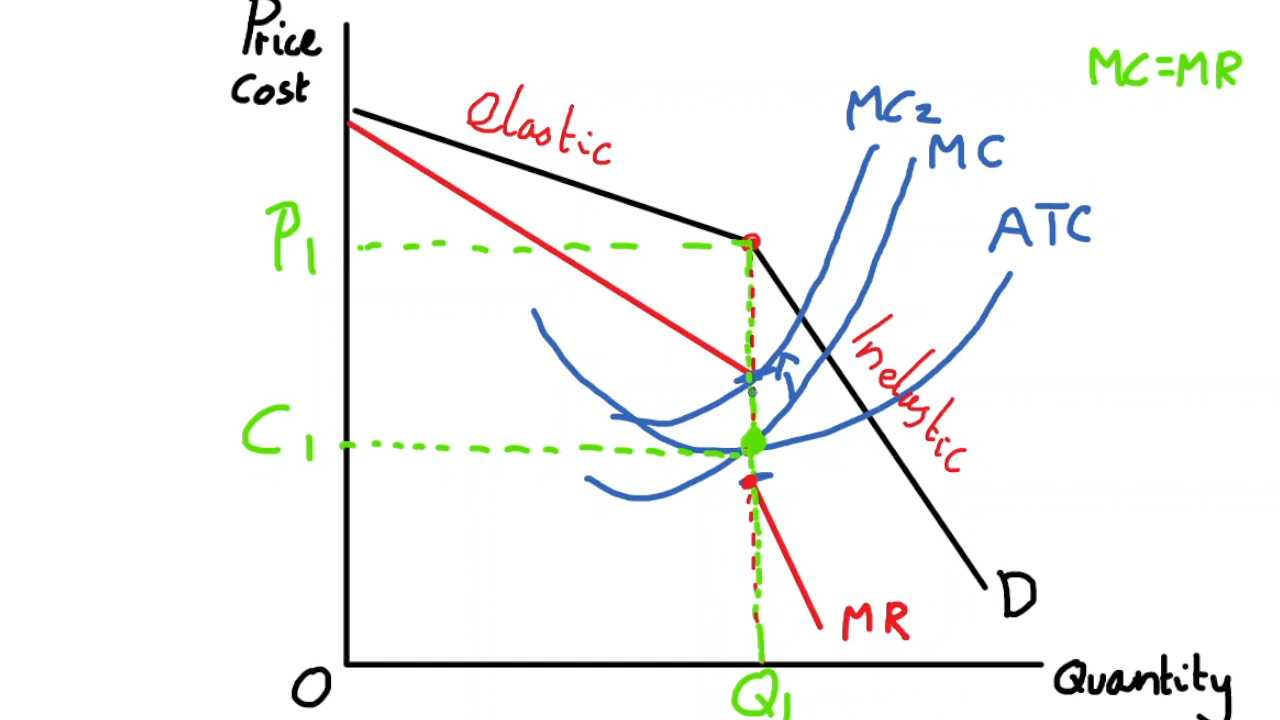 Price
Cost
MC=MR
elastic
MC2
MC
ATC
P1
Inelastic
C1
D
MR
O
Q1
Quantity